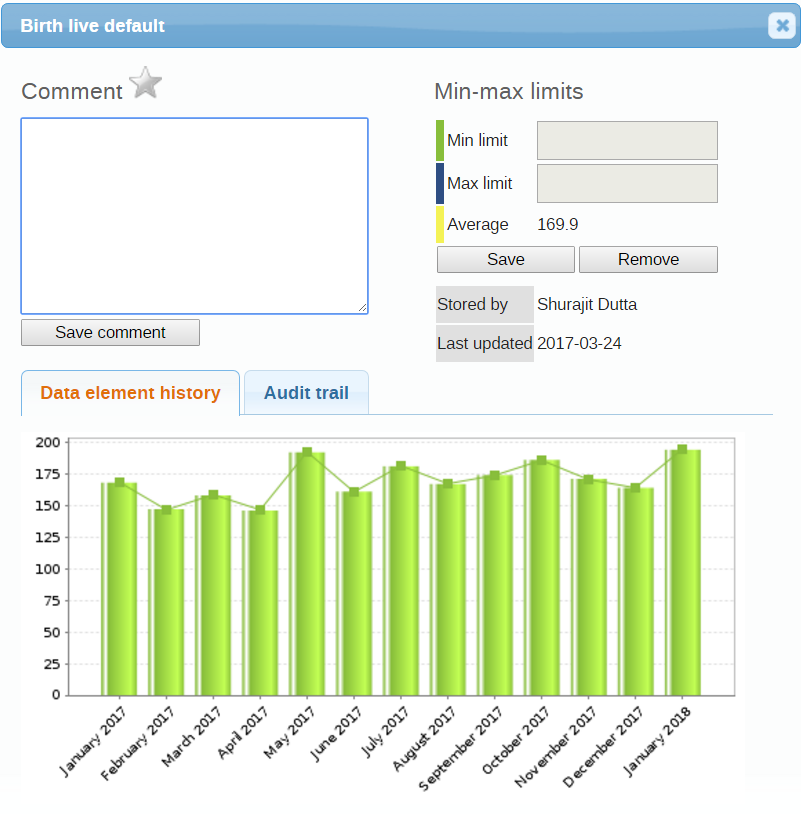 Birth live default
Comment
Min-max limits
Min limit
Max limit
Average 169.9
Save Remove
Stored by Shurajit Dutta
Last updated 2017-03-24
Save comment
Data element history Audit trail
200
175
150
125
100
75
50
25
0
January 2017
February 2017
March 2017
April 2017
May 2017
June 2017
July 2017
August 2017
September 2017
October 2017
November 2017
December 2017
January 2018